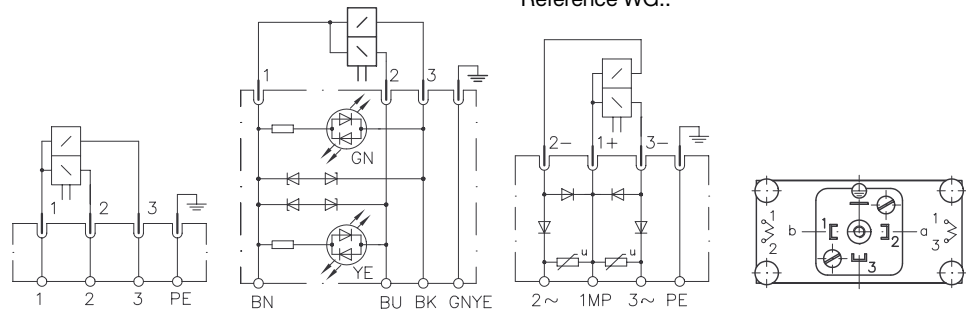 Reference WG..
1 2 3
1 2 3
1 2 3 PE
GN
YE
BN BU BK GNYE
2- 1+ 3-
u u
2~ 1MP 3~ PE
1 2
b 1 2 a
3
1 3